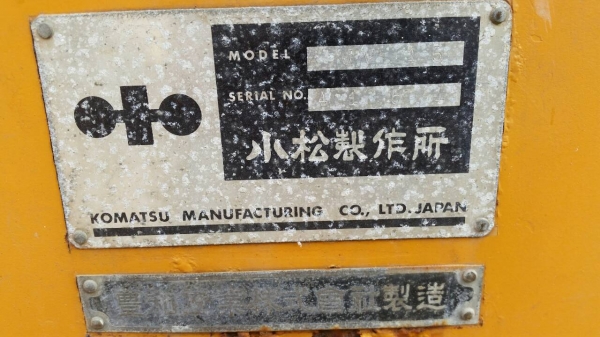 MODEL
SERIAL NO.
小松製作所
KOMATSU MANUFACTURING CO., LTD. JAPAN
製造